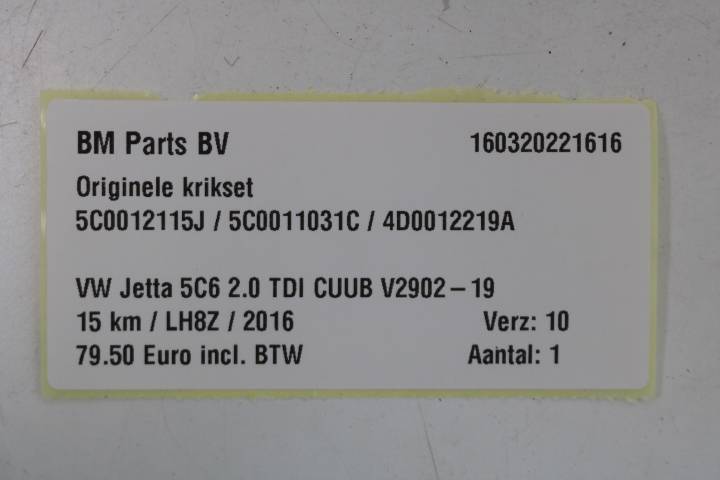 BM Parts BV 160320221616
Originele krikset
5C0012115J / 5C0011031C / 4D0012219A
VW Jetta 5C6 2.0 TDI CUUB V2902 – 19
15 km / LH8Z / 2016 Verz: 10
79.50 Euro incl. BTW Aantal: 1